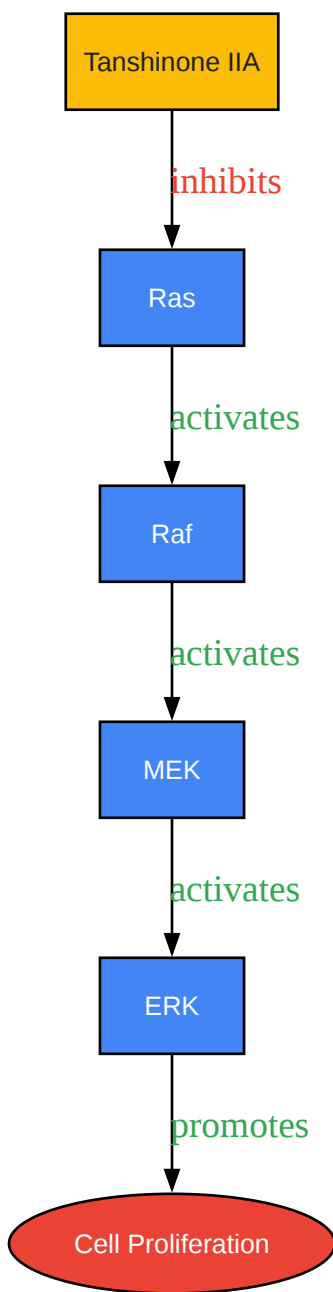 Tanshinone IIA
inhibits
Ras
activates
Raf
activates
MEK
activates
ERK
promotes
Cell Proliferation